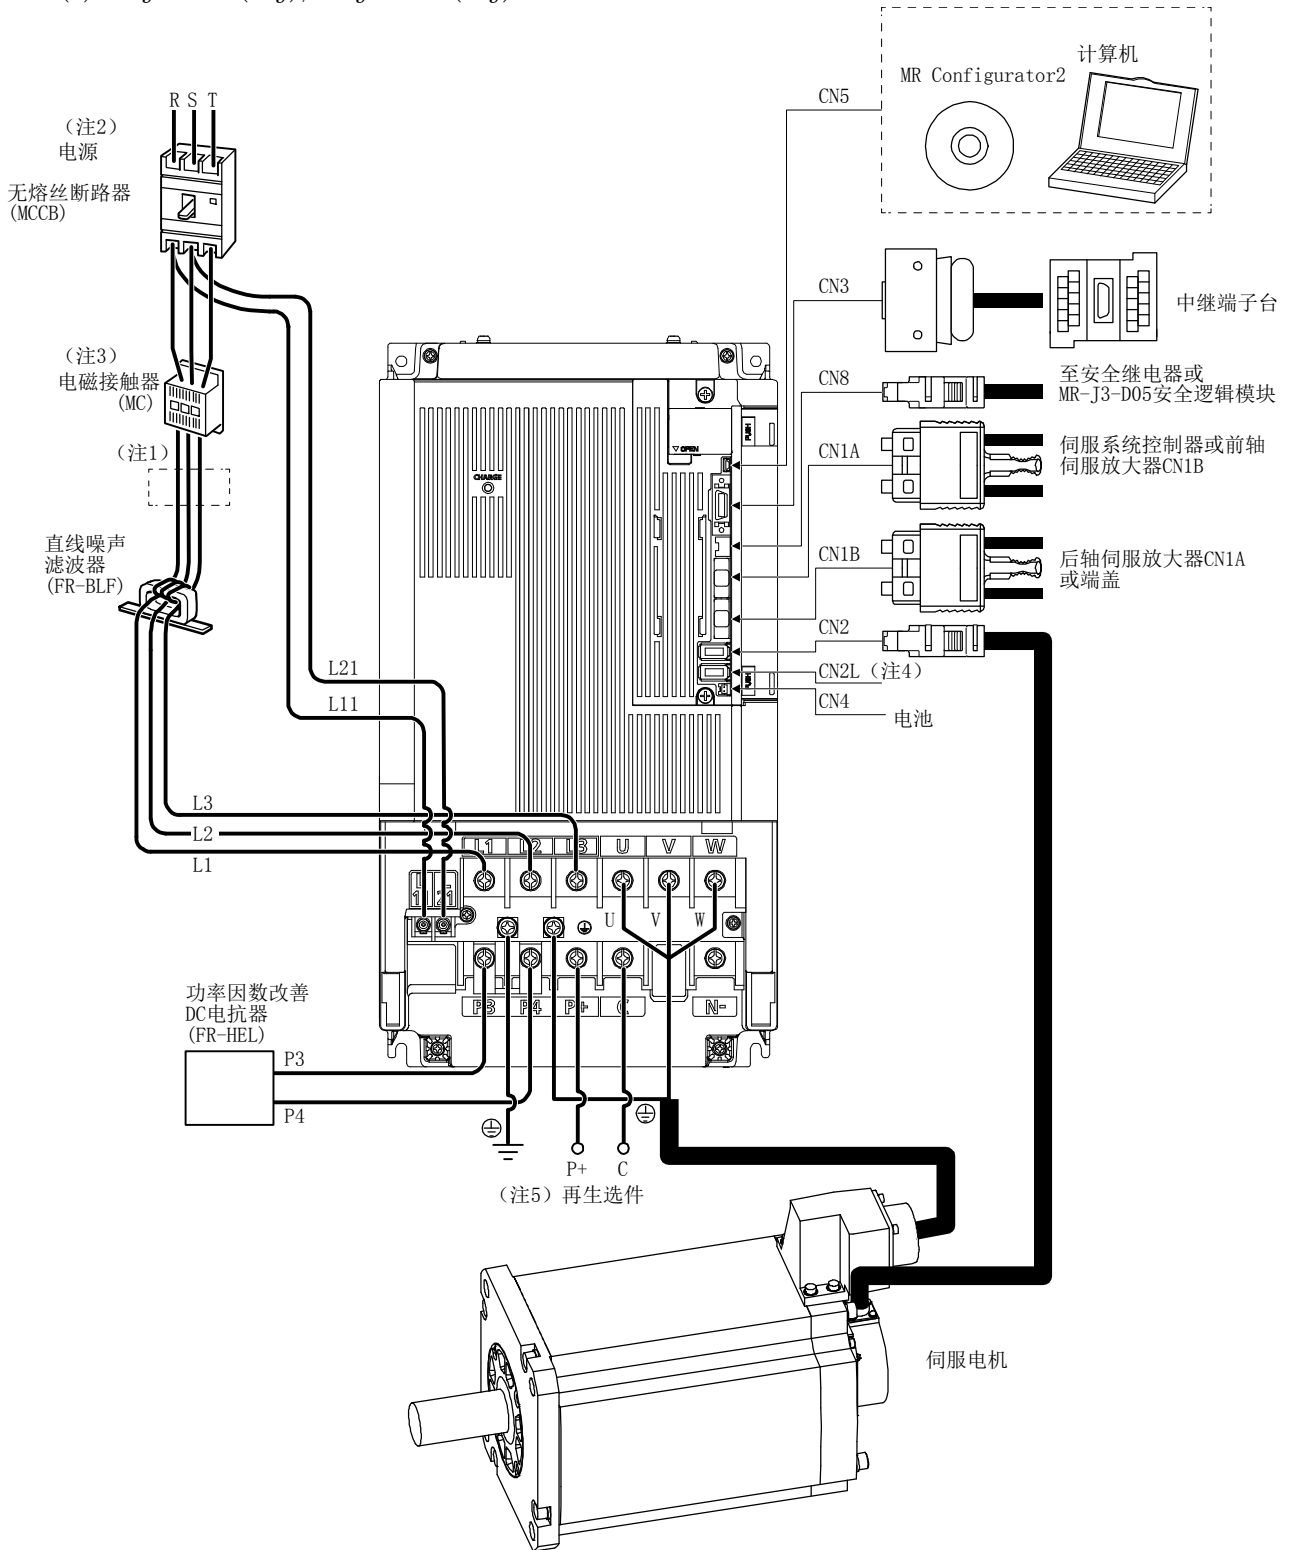 R S T
（注2）
电源
无熔丝断路器
(MCCB)
（注3）
电磁接触器
(MC)
（注1）
直线噪声
滤波器
(FR-BLF)
L21
L11
L3
L2
L1
CN5
MR Configurator2
计算机
CN3
中继端子台
CN8
至安全继电器或
MR-J3-D05安全逻辑模块
CN1A
伺服系统控制器或前轴
伺服放大器CN1B
CN1B
后轴伺服放大器CN1A
或端盖
CN2
CN2L（注4）
CN4
电池
OPEN
PUSH
CHARGE
PUSH
L1 L2 L3 U V W
L11 L21
U V W
P3 P4 P+ C N-
功率因数改善
DC电抗器
(FR-HEL)
P3
P4
P+ C
（注5）再生选件
伺服电机